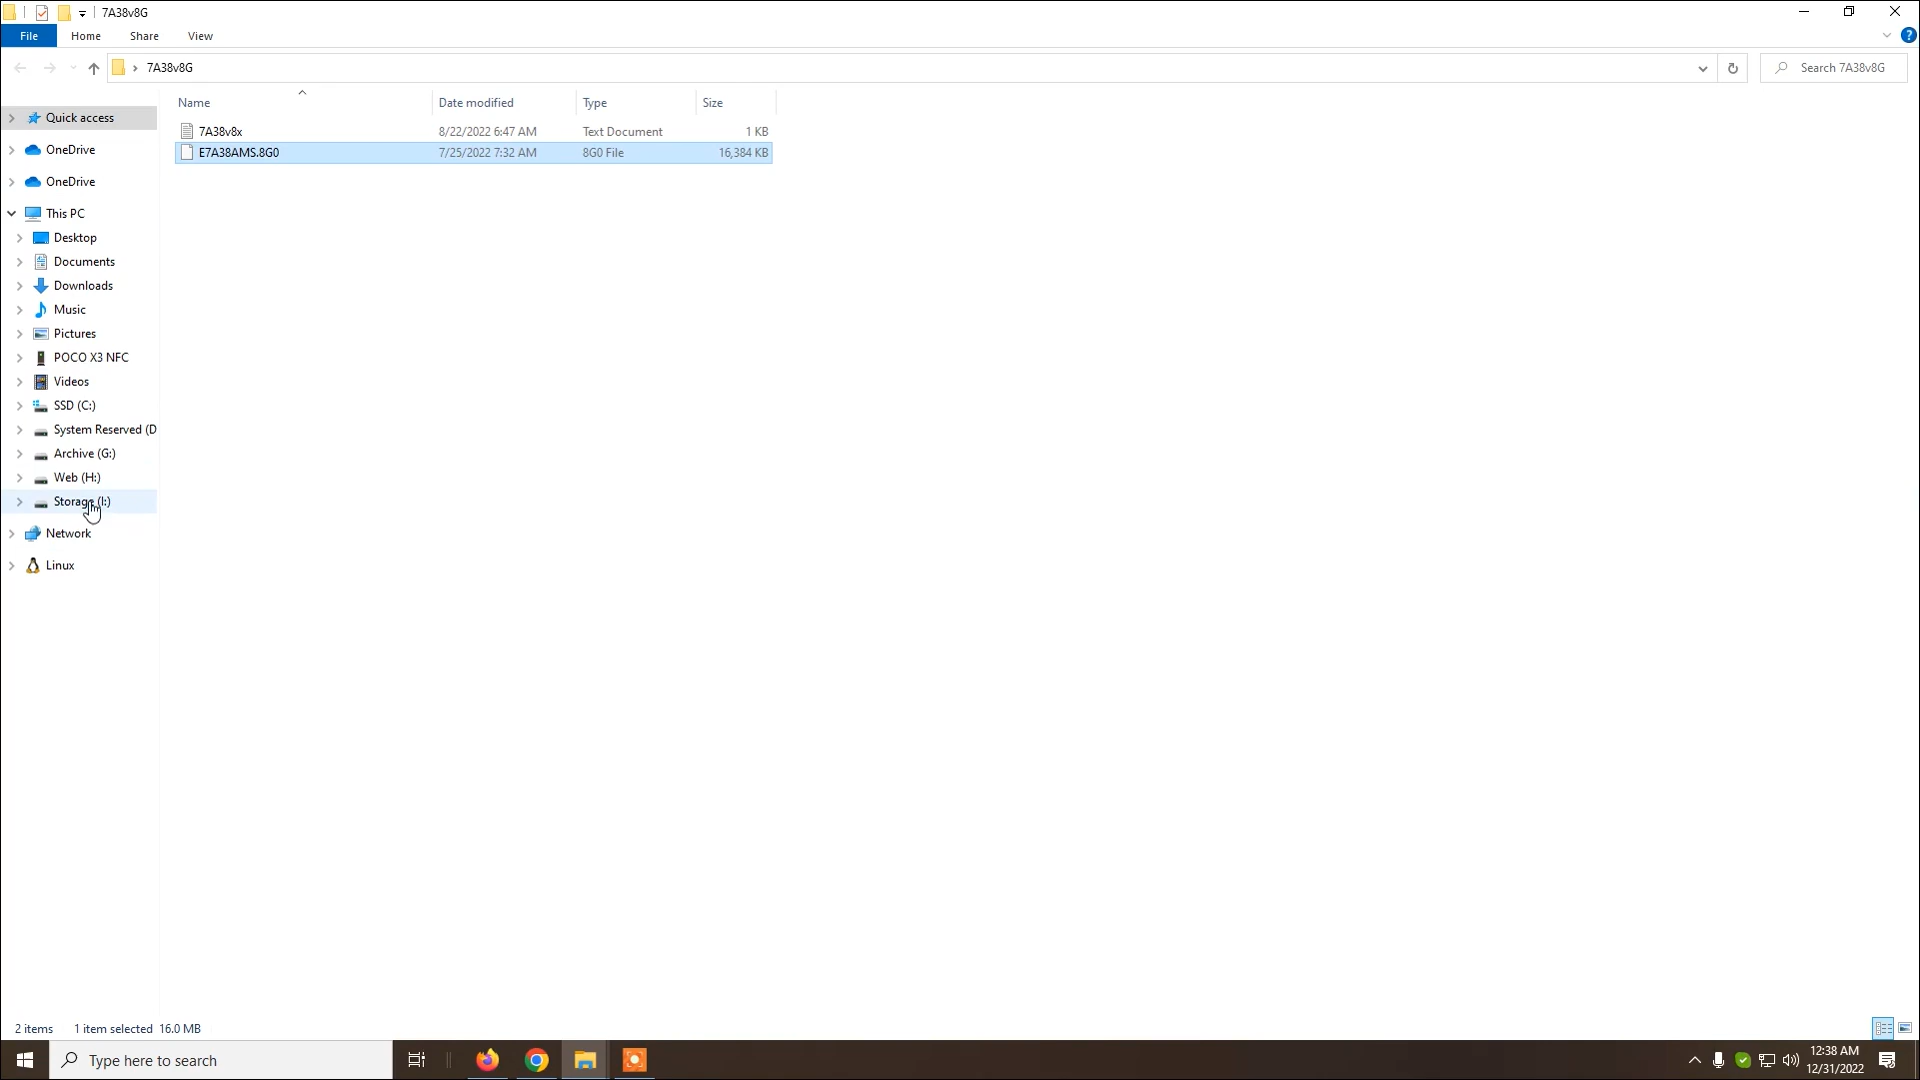 7A38v8G
File Home Share View
7A38v8G
Search 7A38v8G
Name Date modified Type Size
7A38v8x 8/22/2022 6:47 AM Text Document 1 KB
E7A38AMS.8G0 7/25/2022 7:32 AM 8G0 File 16,384 KB
Quick access
OneDrive
OneDrive
This PC
Desktop
Documents
Downloads
Music
Pictures
POCO X3 NFC
Videos
SSD (C:)
System Reserved (D
Archive (G:)
Web (H:)
Storage (I:)
Network
Linux
2 items 1 item selected 16.0 MB
Type here to search
12:38 AM
12/31/2022